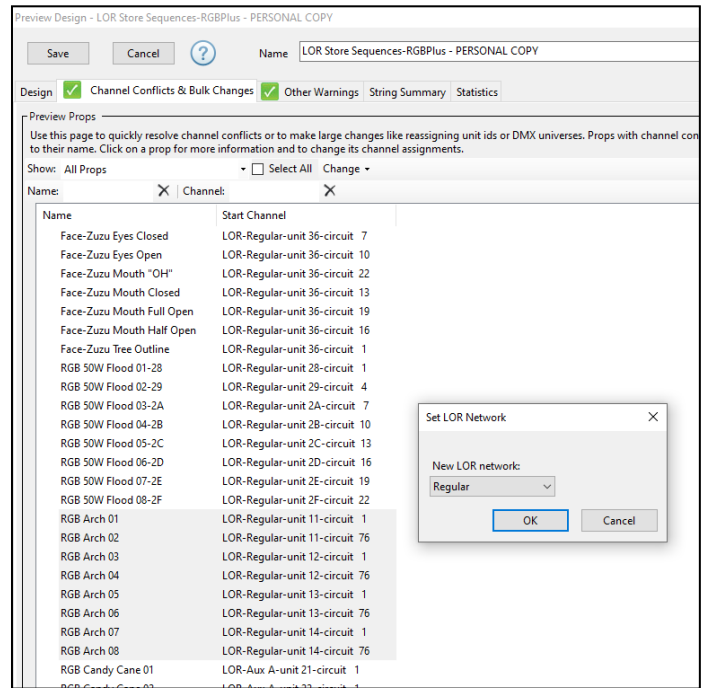 Preview Design - LOR Store Sequences-RGBPlus - PERSONAL COPY
Save Cancel ? Name LOR Store Sequences-RGBPlus - PERSONAL COPY
Design Channel Conflicts & Bulk Changes Other Warnings String Summary Statistics
Preview Props
Use this page to quickly resolve channel conflicts or to make large changes like reassigning unit ids or DMX universes. Props with channel con
to their name. Click on a prop for more information and to change its channel assignments.
Show: All Props Select All Change
Name: Channel:
Name Start Channel
Face-Zuzu Eyes Closed LOR-Regular-unit 36-circuit 7
Face-Zuzu Eyes Open LOR-Regular-unit 36-circuit 10
Face-Zuzu Mouth "OH" LOR-Regular-unit 36-circuit 22
Face-Zuzu Mouth Closed LOR-Regular-unit 36-circuit 13
Face-Zuzu Mouth Full Open LOR-Regular-unit 36-circuit 19
Face-Zuzu Mouth Half Open LOR-Regular-unit 36-circuit 16
Face-Zuzu Tree Outline LOR-Regular-unit 36-circuit 1
RGB 50W Flood 01-28 LOR-Regular-unit 28-circuit 1
RGB 50W Flood 02-29 LOR-Regular-unit 29-circuit 4
RGB 50W Flood 03-2A LOR-Regular-unit 2A-circuit 7
RGB 50W Flood 04-2B LOR-Regular-unit 2B-circuit 10
RGB 50W Flood 05-2C LOR-Regular-unit 2C-circuit 13
RGB 50W Flood 06-2D LOR-Regular-unit 2D-circuit 16
RGB 50W Flood 07-2E LOR-Regular-unit 2E-circuit 19
RGB 50W Flood 08-2F LOR-Regular-unit 2F-circuit 22
RGB Arch 01 LOR-Regular-unit 11-circuit 1
RGB Arch 02 LOR-Regular-unit 11-circuit 76
RGB Arch 03 LOR-Regular-unit 12-circuit 1
RGB Arch 04 LOR-Regular-unit 12-circuit 76
RGB Arch 05 LOR-Regular-unit 13-circuit 1
RGB Arch 06 LOR-Regular-unit 13-circuit 76
RGB Arch 07 LOR-Regular-unit 14-circuit 1
RGB Arch 08 LOR-Regular-unit 14-circuit 76
RGB Candy Cane 01 LOR-Aux A-unit 21-circuit 1
Set LOR Network
New LOR network:
Regular
OK Cancel